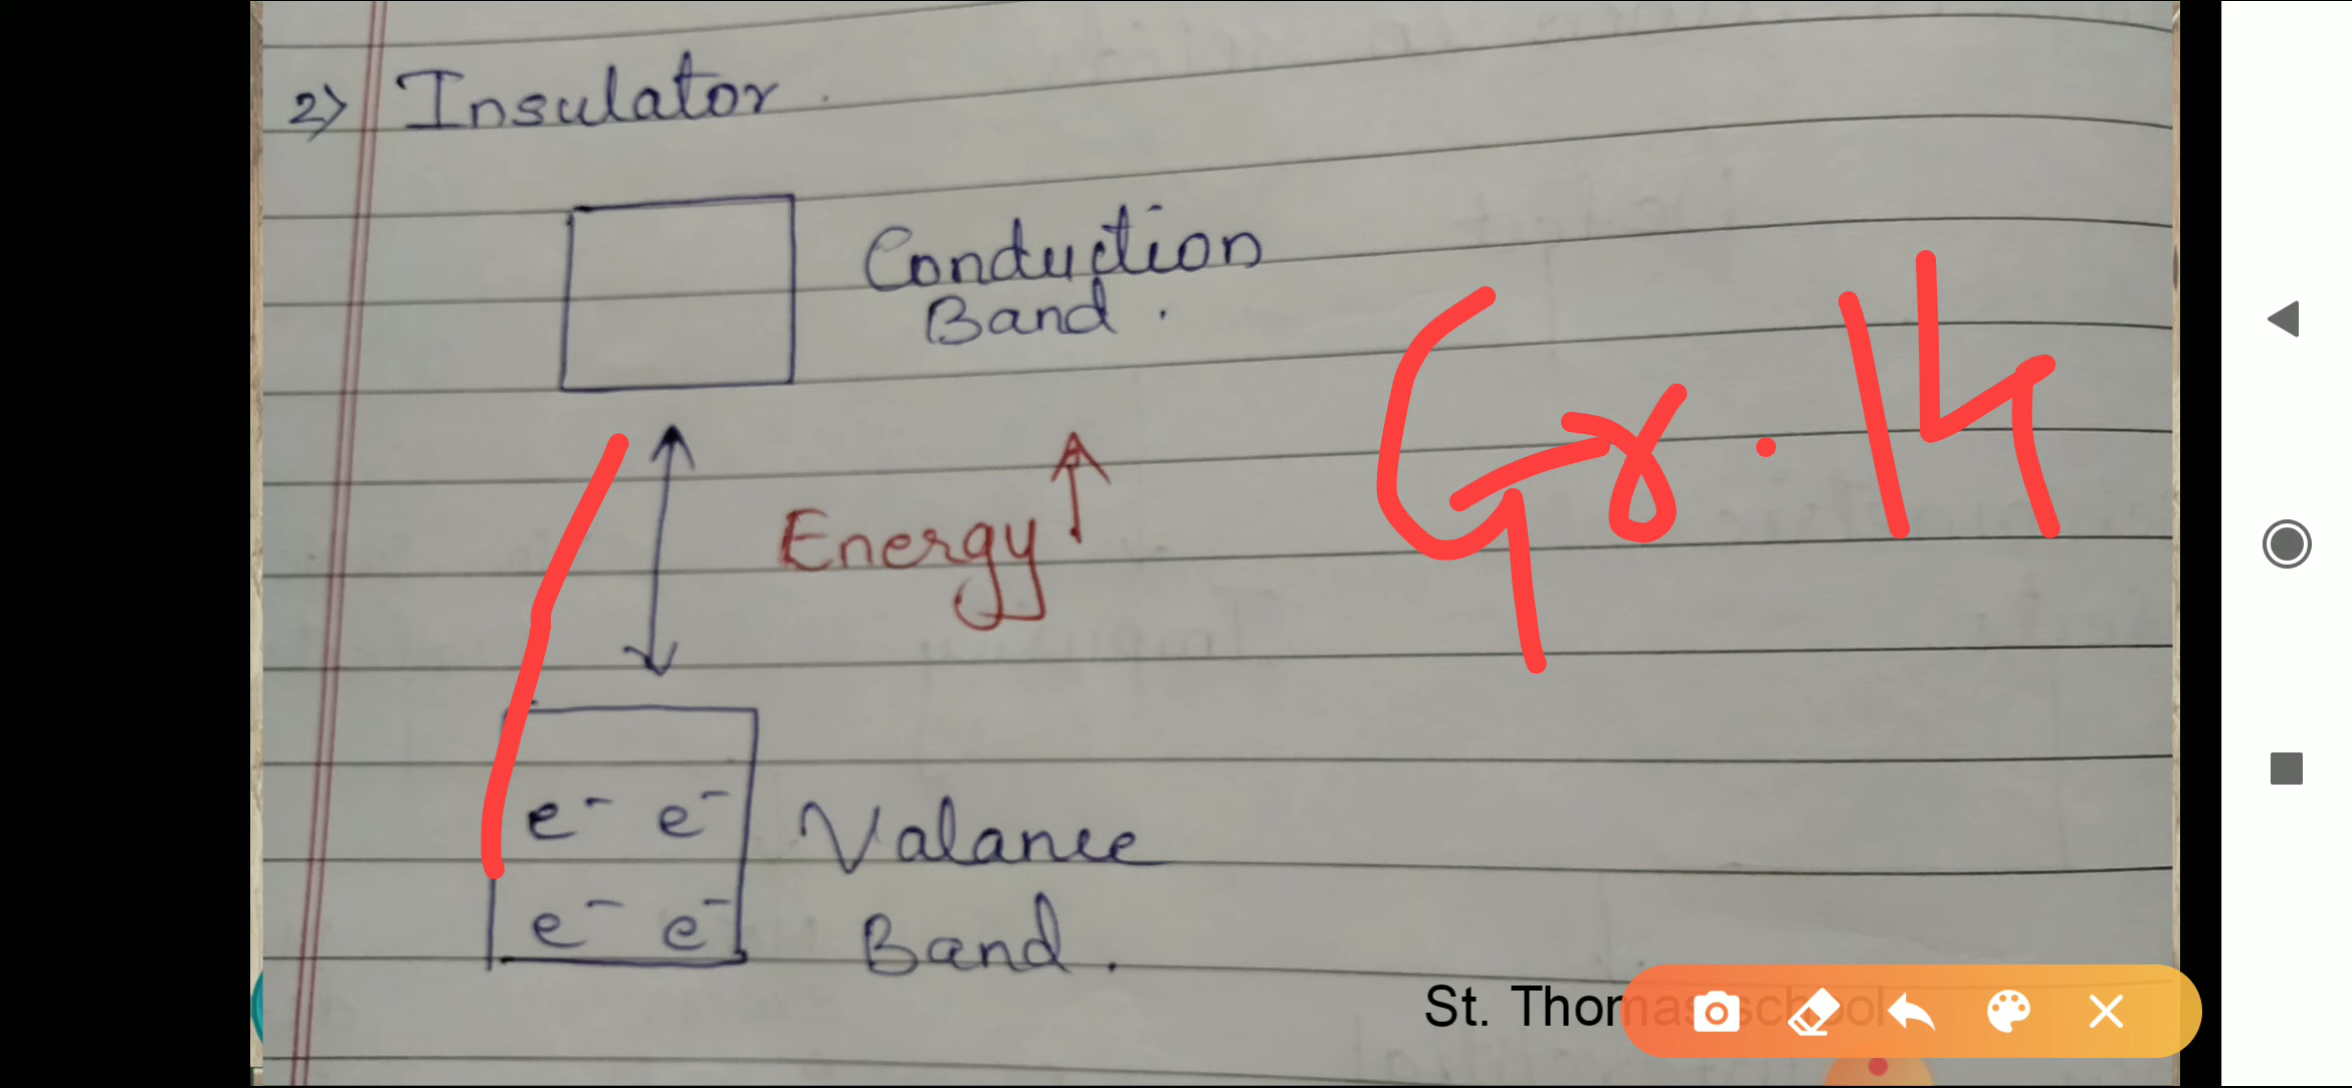 2) Insulator.
Conduction
Band.
Gr. 14
Energy
e⁻ e⁻
Valance
e⁻ e⁻
Band.
St. Thomas school